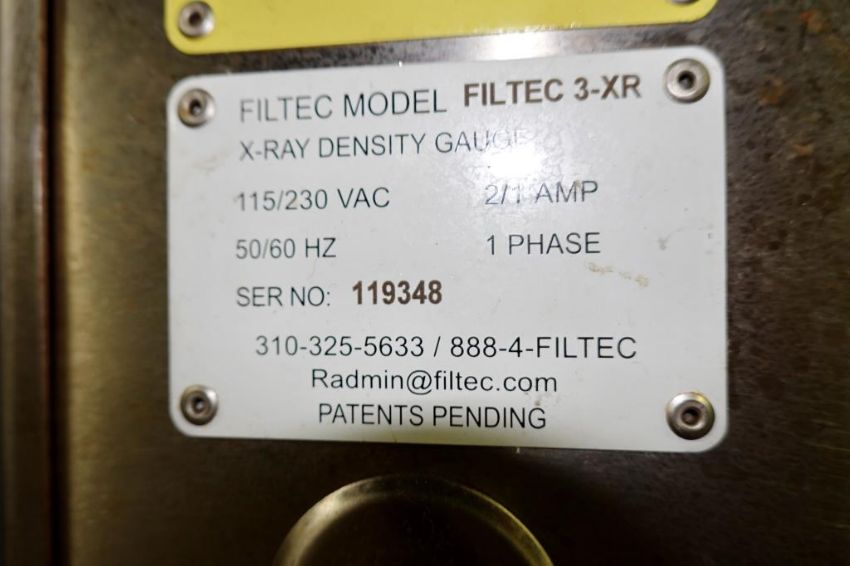 FILTEC MODEL FILTEC 3-XR
X-RAY DENSITY GAUGE
115/230 VAC 2/1 AMP
50/60 HZ 1 PHASE
SER NO: 119348
310-325-5633 / 888-4-FILTEC
Radmin@filtec.com
PATENTS PENDING